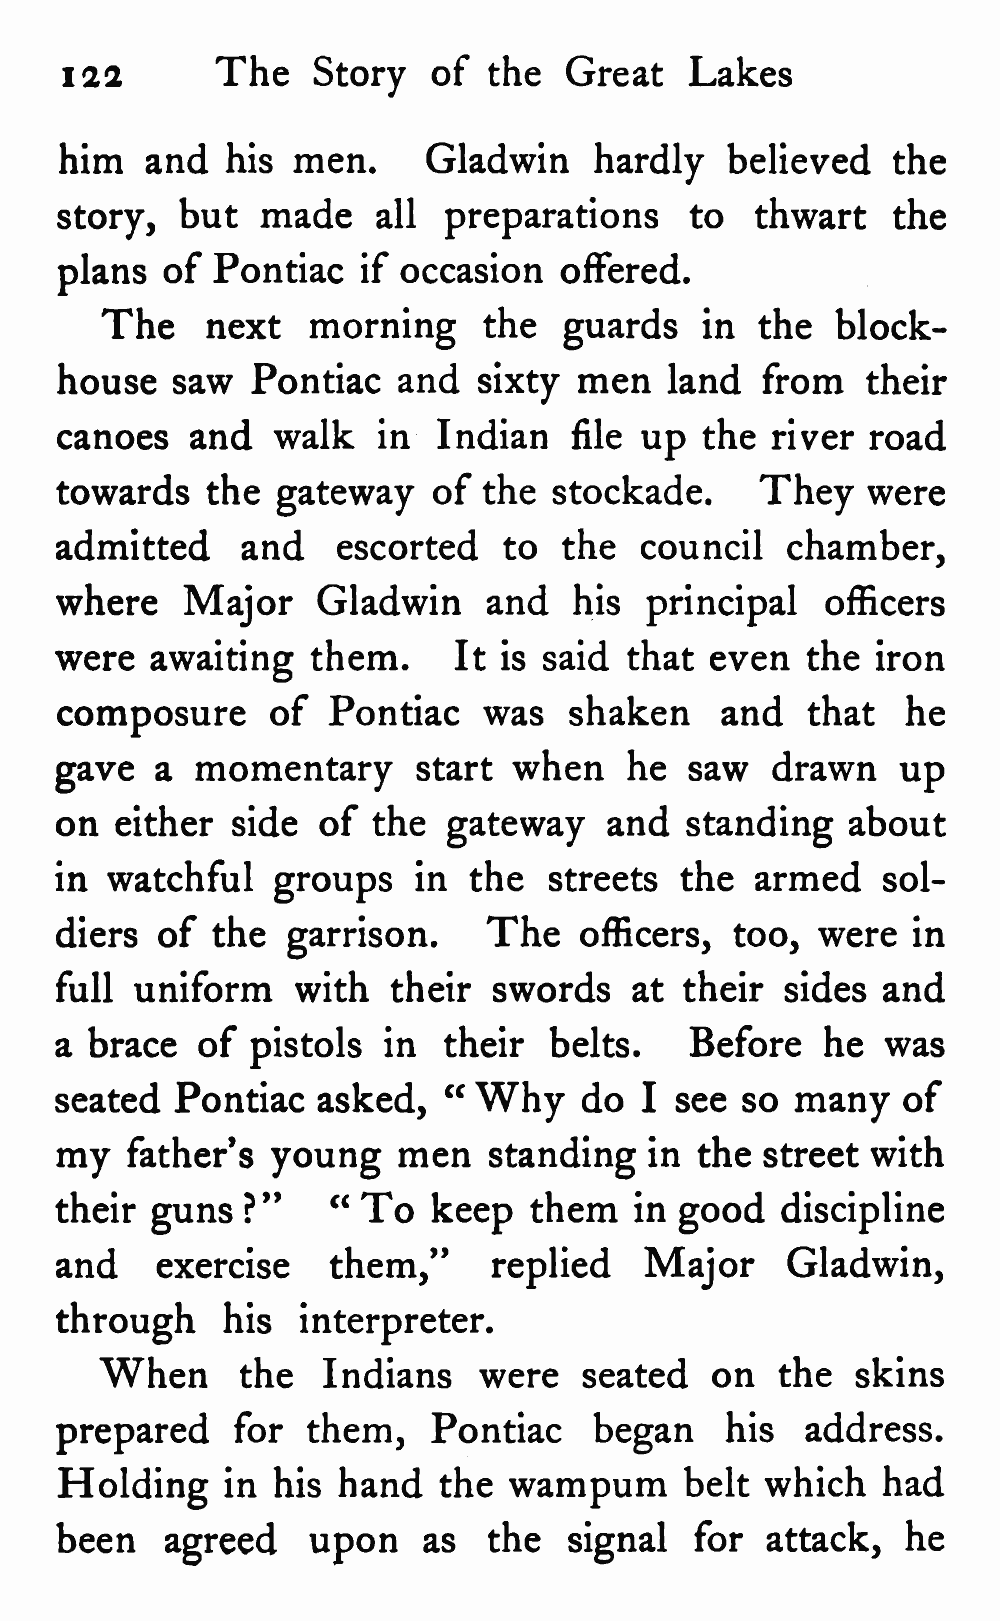 122 The Story of the Great Lakes
him and his men. Gladwin hardly believed the
story, but made all preparations to thwart the
plans of Pontiac if occasion offered.
The next morning the guards in the block-
house saw Pontiac and sixty men land from their
canoes and walk in Indian file up the river road
towards the gateway of the stockade. They were
admitted and escorted to the council chamber,
where Major Gladwin and his principal officers
were awaiting them. It is said that even the iron
composure of Pontiac was shaken and that he
gave a momentary start when he saw drawn up
on either side of the gateway and standing about
in watchful groups in the streets the armed sol-
diers of the garrison. The officers, too, were in
full uniform with their swords at their sides and
a brace of pistols in their belts. Before he was
seated Pontiac asked, “ Why do I see so many of
my father’s young men standing in the street with
their guns ?” “ To keep them in good discipline
and exercise them,” replied Major Gladwin,
through his interpreter.
When the Indians were seated on the skins
prepared for them, Pontiac began his address.
Holding in his hand the wampum belt which had
been agreed upon as the signal for attack, he